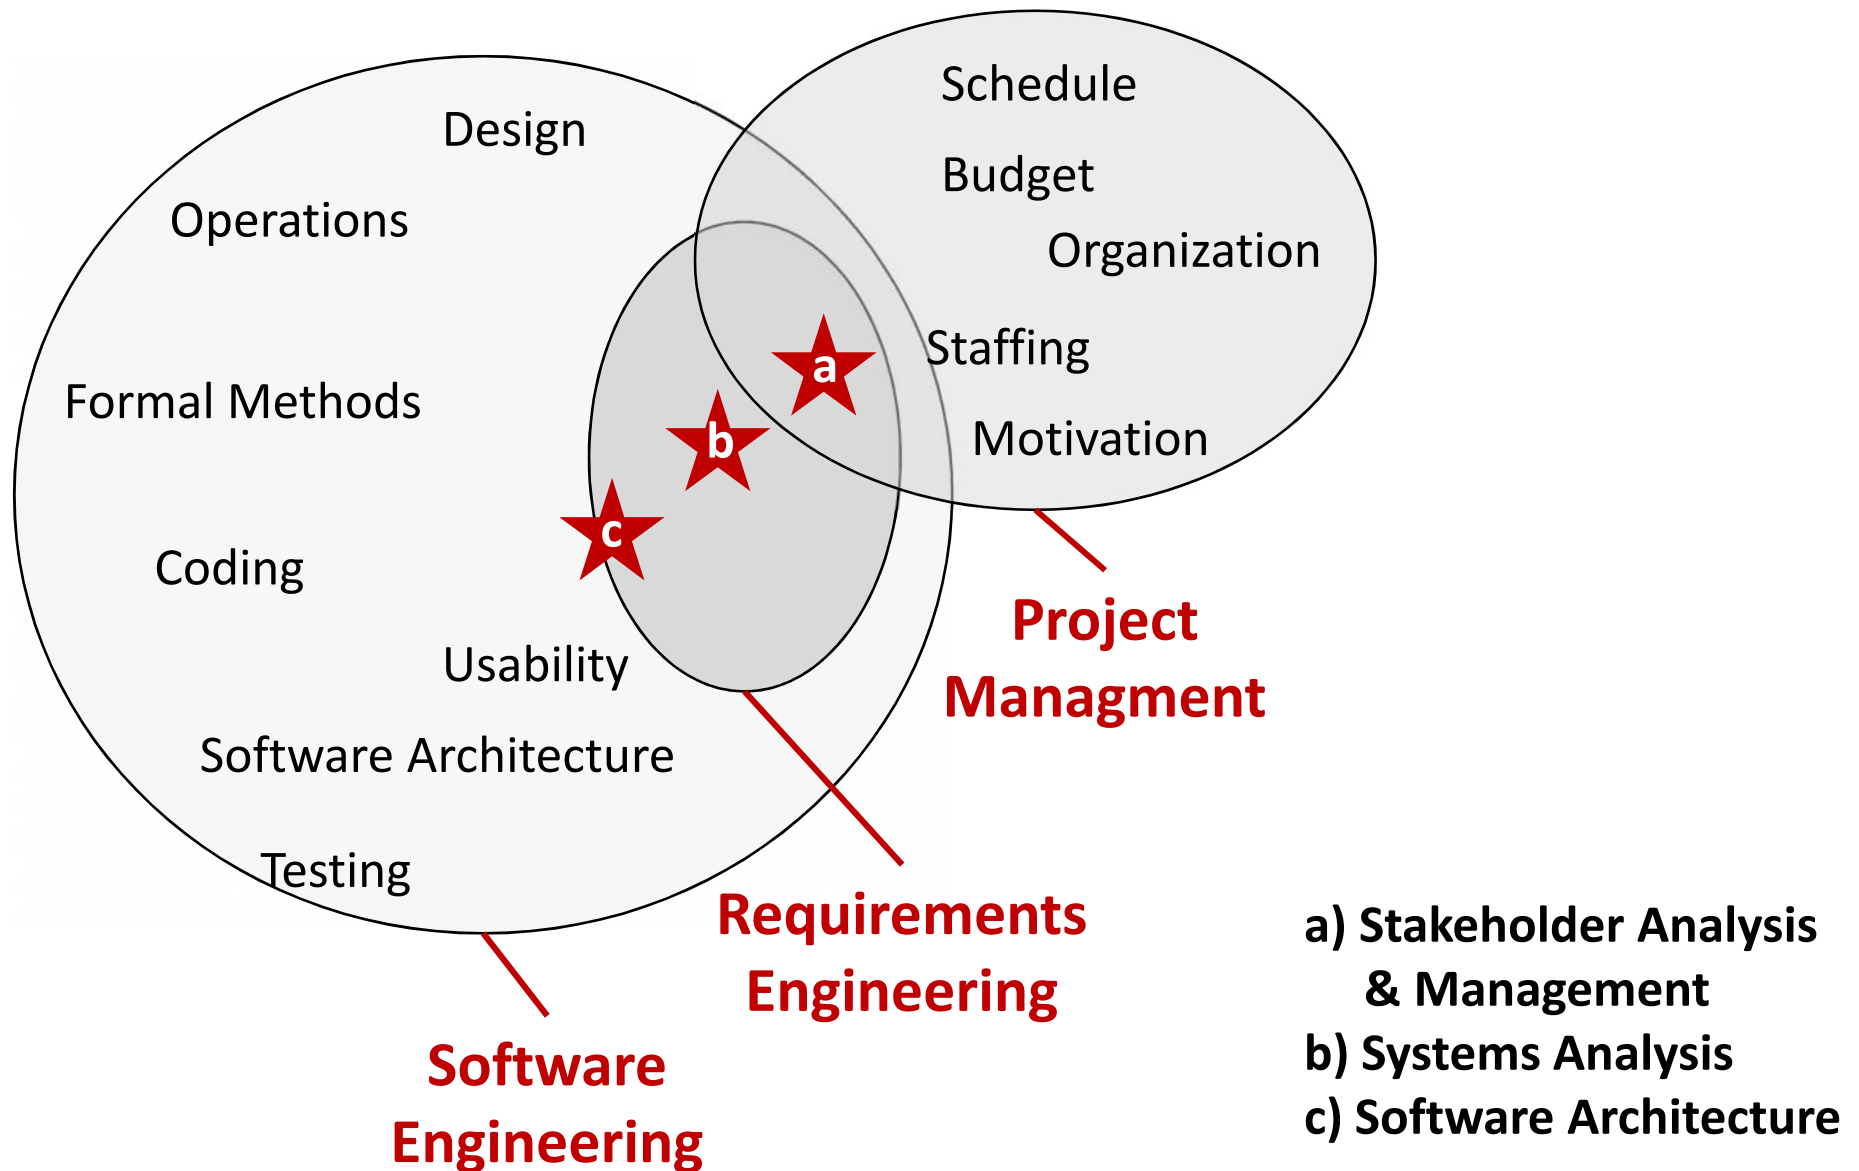 Design
Operations
Formal Methods
Coding
Usability
Software Architecture
Testing
Schedule
Budget
Organization
Staffing
Motivation
a
b
c
Project
Managment
Requirements
Engineering
Software
Engineering
a) Stakeholder Analysis
& Management
b) Systems Analysis
c) Software Architecture